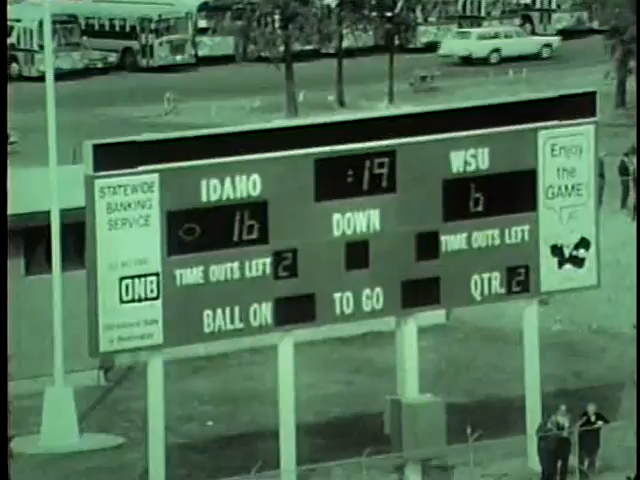 STATEWIDE
BANKING
SERVICE
ONB
IDAHO
16
:19
WSU
6
DOWN
TIME OUTS LEFT 2
TIME OUTS LEFT
BALL ON
TO GO
QTR. 2
Enjoy
the
GAME